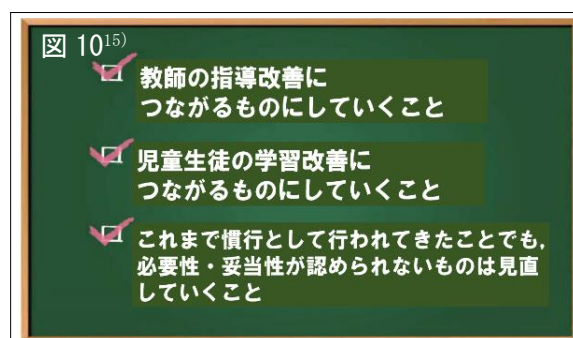 図 10¹⁵⁾
教師の指導改善に
つながるものにしていくこと
児童生徒の学習改善に
つながるものにしていくこと
これまで慣行として行われてきたことでも,
必要性・妥当性が認められないものは見直
していくこと